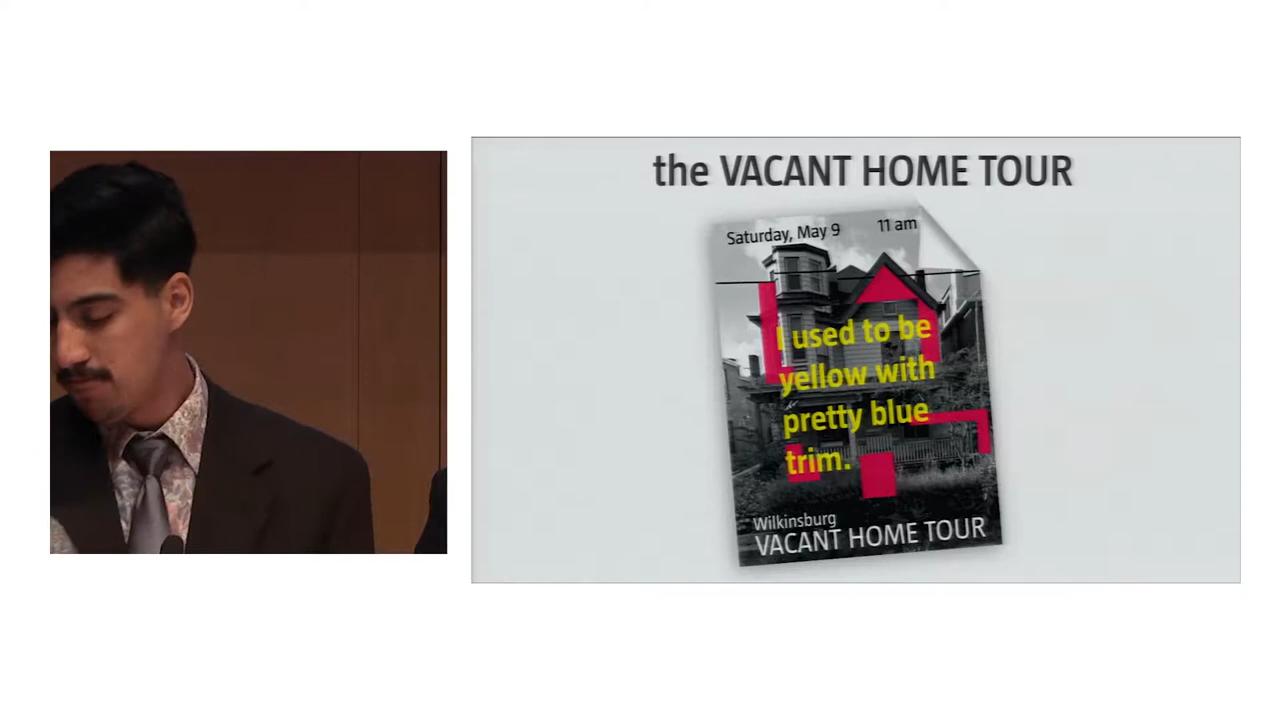 the VACANT HOME TOUR
Saturday, May 9 11 am
I used to be
yellow with
pretty blue
trim.
Wilkinsburg
VACANT HOME TOUR